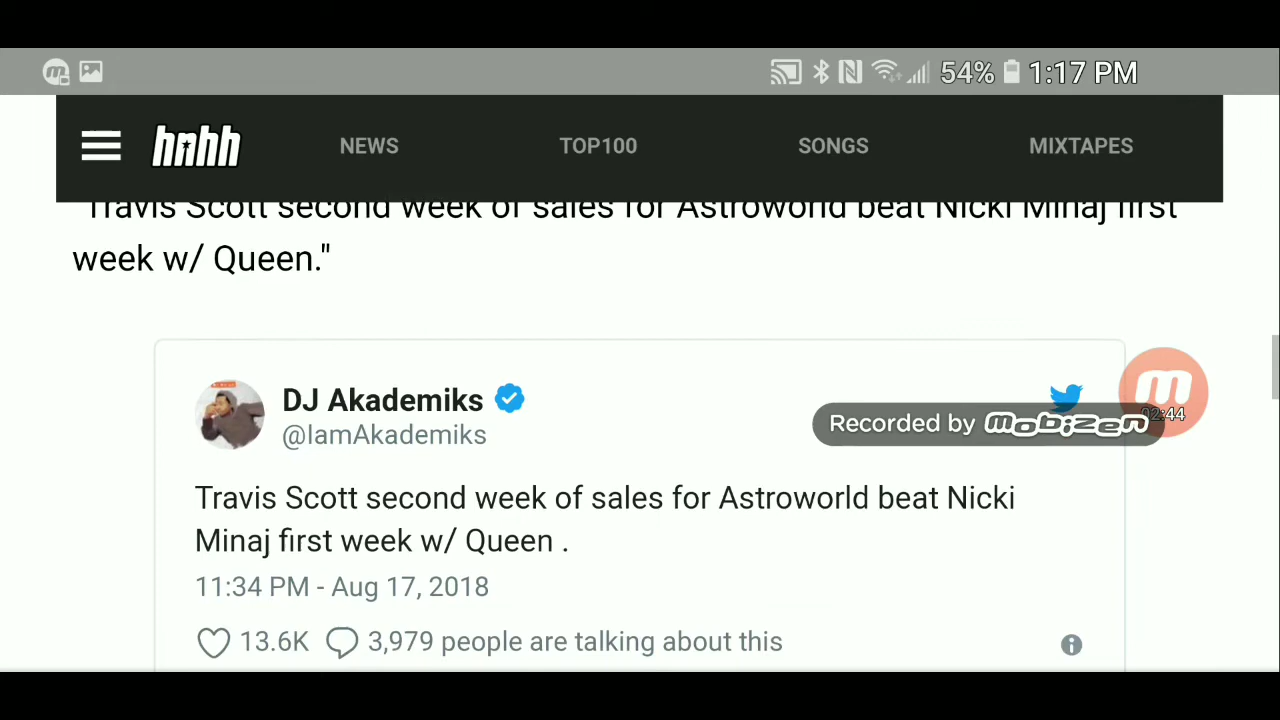 54% 1:17 PM
hnhh NEWS TOP100 SONGS MIXTAPES
"Travis Scott second week of sales for Astroworld beat Nicki Minaj first
week w/ Queen."
DJ Akademiks
@IamAkademiks
Recorded by mobizen
02:44
Travis Scott second week of sales for Astroworld beat Nicki
Minaj first week w/ Queen .
11:34 PM - Aug 17, 2018
13.6K 3,979 people are talking about this